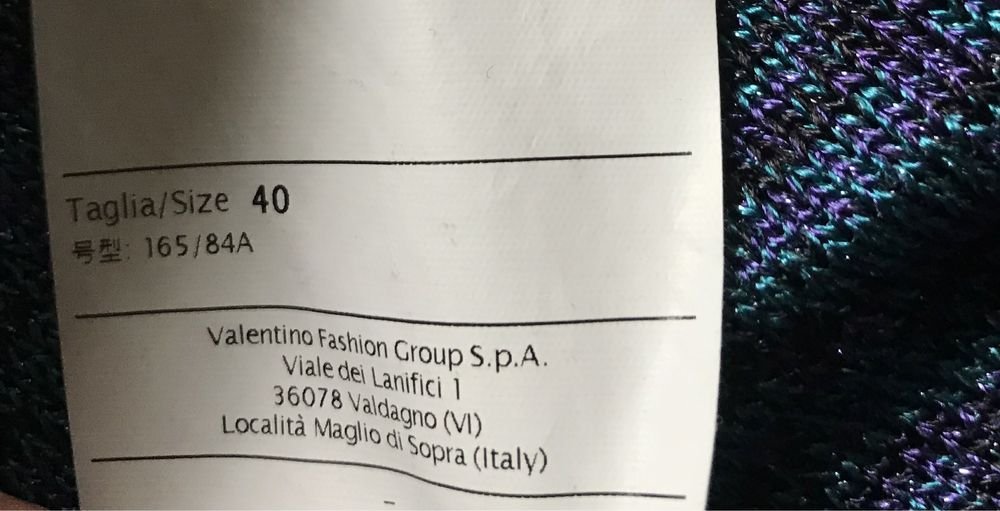 Taglia/Size 40
号型: 165/84A
Valentino Fashion Group S.p.A.
Viale dei Lanifici 1
36078 Valdagno (VI)
Località Maglio di Sopra (Italy)